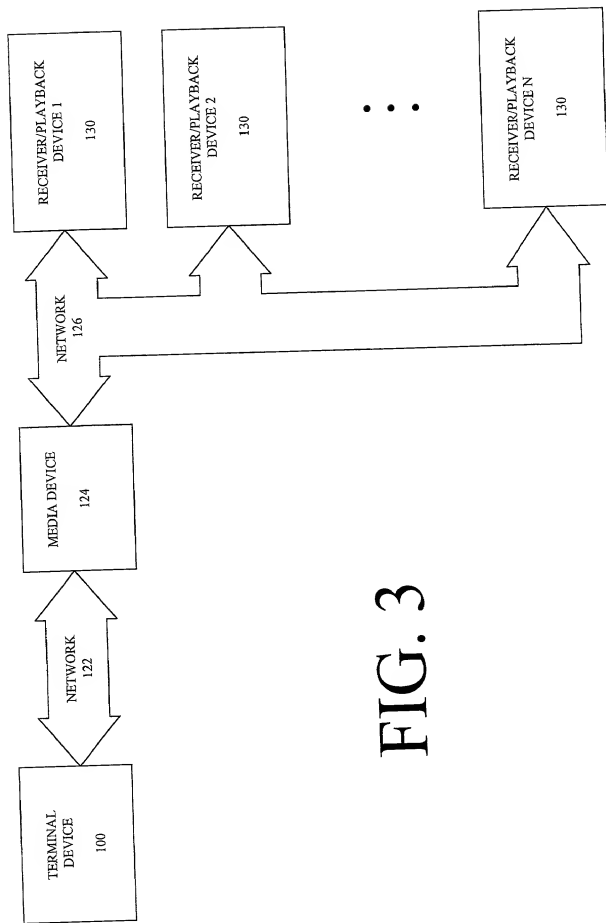 TERMINAL
DEVICE
100
NETWORK
122
MEDIA DEVICE
124
NETWORK
126
RECEIVER/PLAYBACK
DEVICE 1
130
RECEIVER/PLAYBACK
DEVICE 2
130
RECEIVER/PLAYBACK
DEVICE N
130
FIG. 3